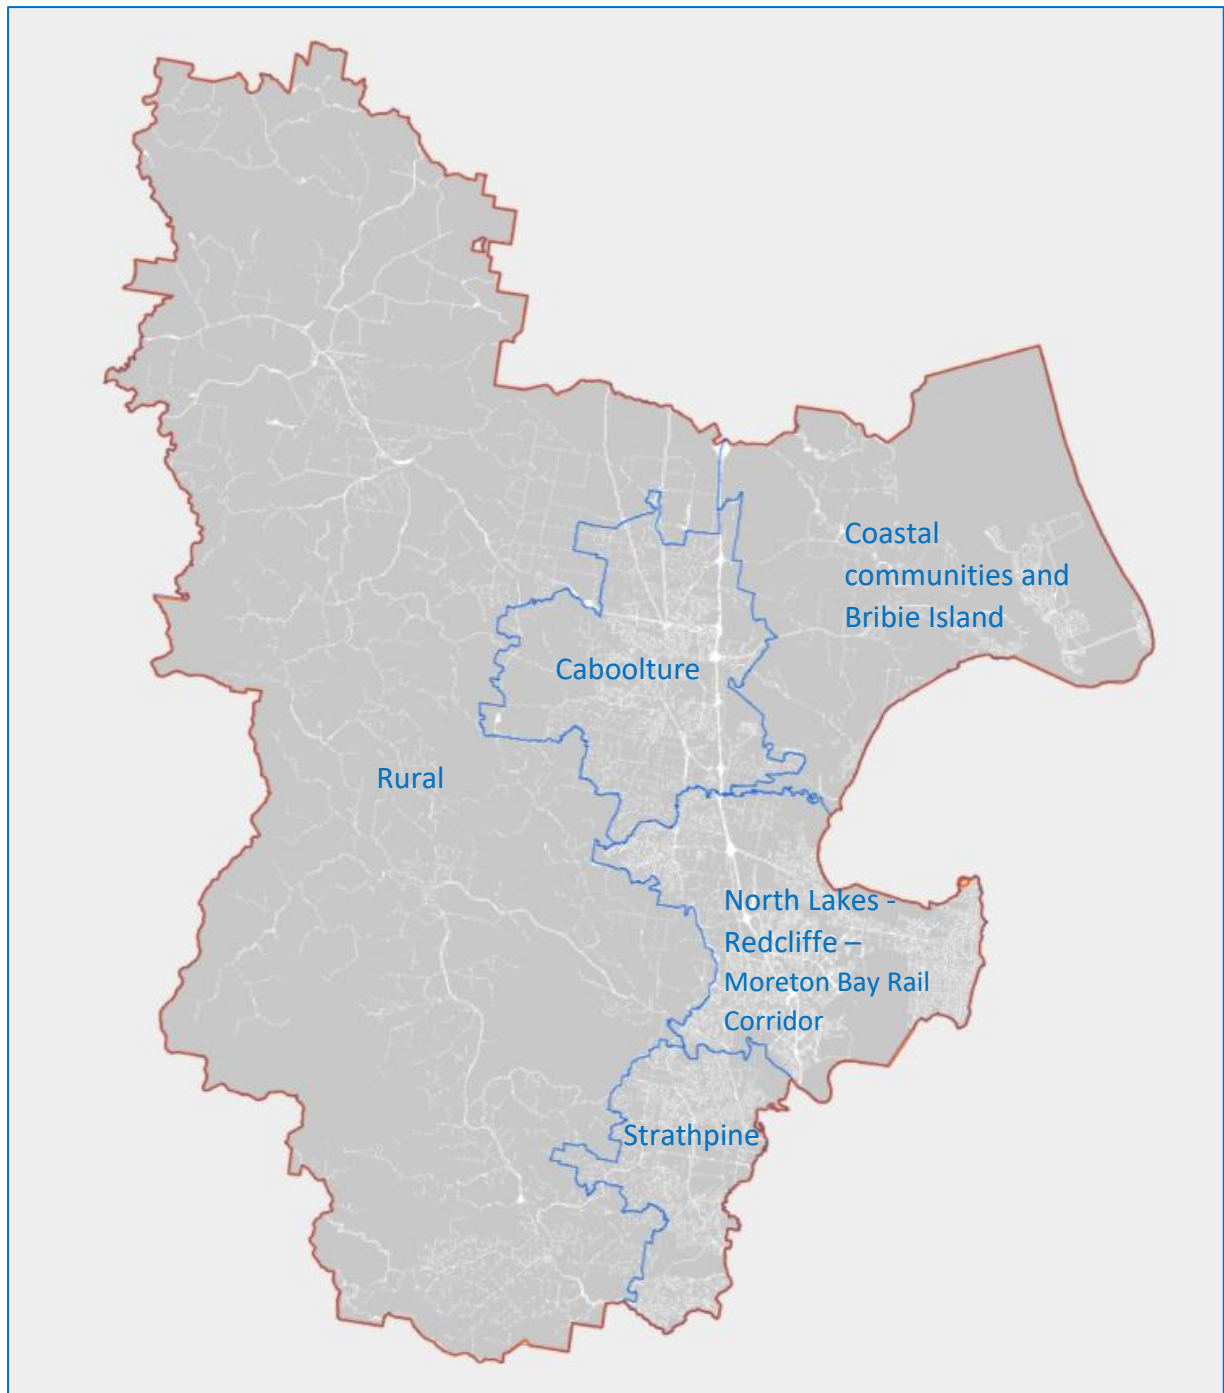 Coastal
communities and
Bribie Island
Caboolture
Rural
North Lakes -
Redcliffe –
Moreton Bay Rail
Corridor
Strathpine